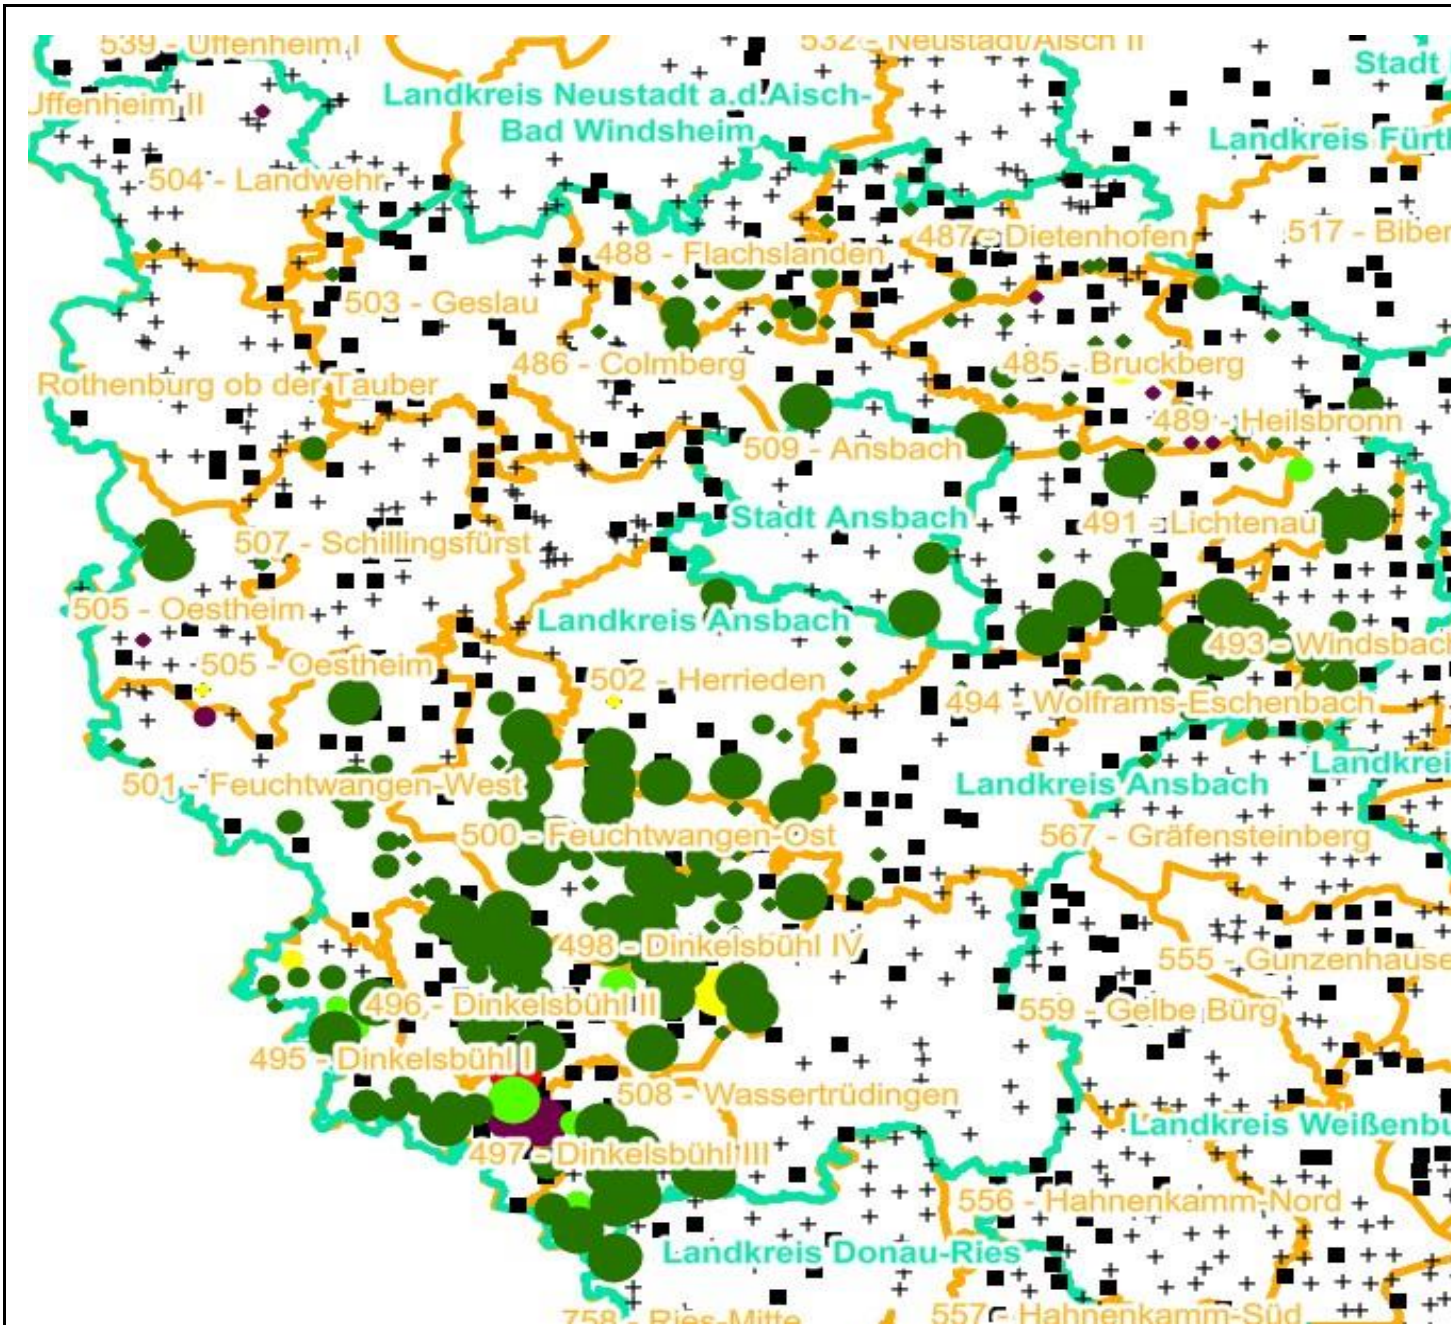 539 - Uffenheim I
532 - Neustadt/Aisch II
Stadt
Uffenheim II
Landkreis Neustadt a.d.Aisch-
Bad Windsheim
Landkreis Fürth
504 - Landwehr
488 - Flachslanden
487 - Dietenhofen
517 - Biber
503 - Geslau
486 - Colmberg
485 - Bruckberg
Rothenburg ob der Tauber
489 - Heilsbronn
509 - Ansbach
Stadt Ansbach
491 - Lichtenau
507 - Schillingsfürst
505 - Oestheim
Landkreis Ansbach
493 - Windsbach
505 - Oestheim
502 - Herrieden
494 - Wolframs-Eschenbach
Landkrei
501 - Feuchtwangen-West
Landkreis Ansbach
500 - Feuchtwangen-Ost
567 - Gräfensteinberg
498 - Dinkelsbühl IV
555 - Gunzenhause
496 - Dinkelsbühl II
559 - Gelbe Bürg
495 - Dinkelsbühl I
508 - Wassertrüdingen
Landkreis Weißenbu
497 - Dinkelsbühl III
556 - Hahnenkamm-Nord
Landkreis Donau-Ries
758 - Ries-Mitte
557 - Hahnenkamm-Süd